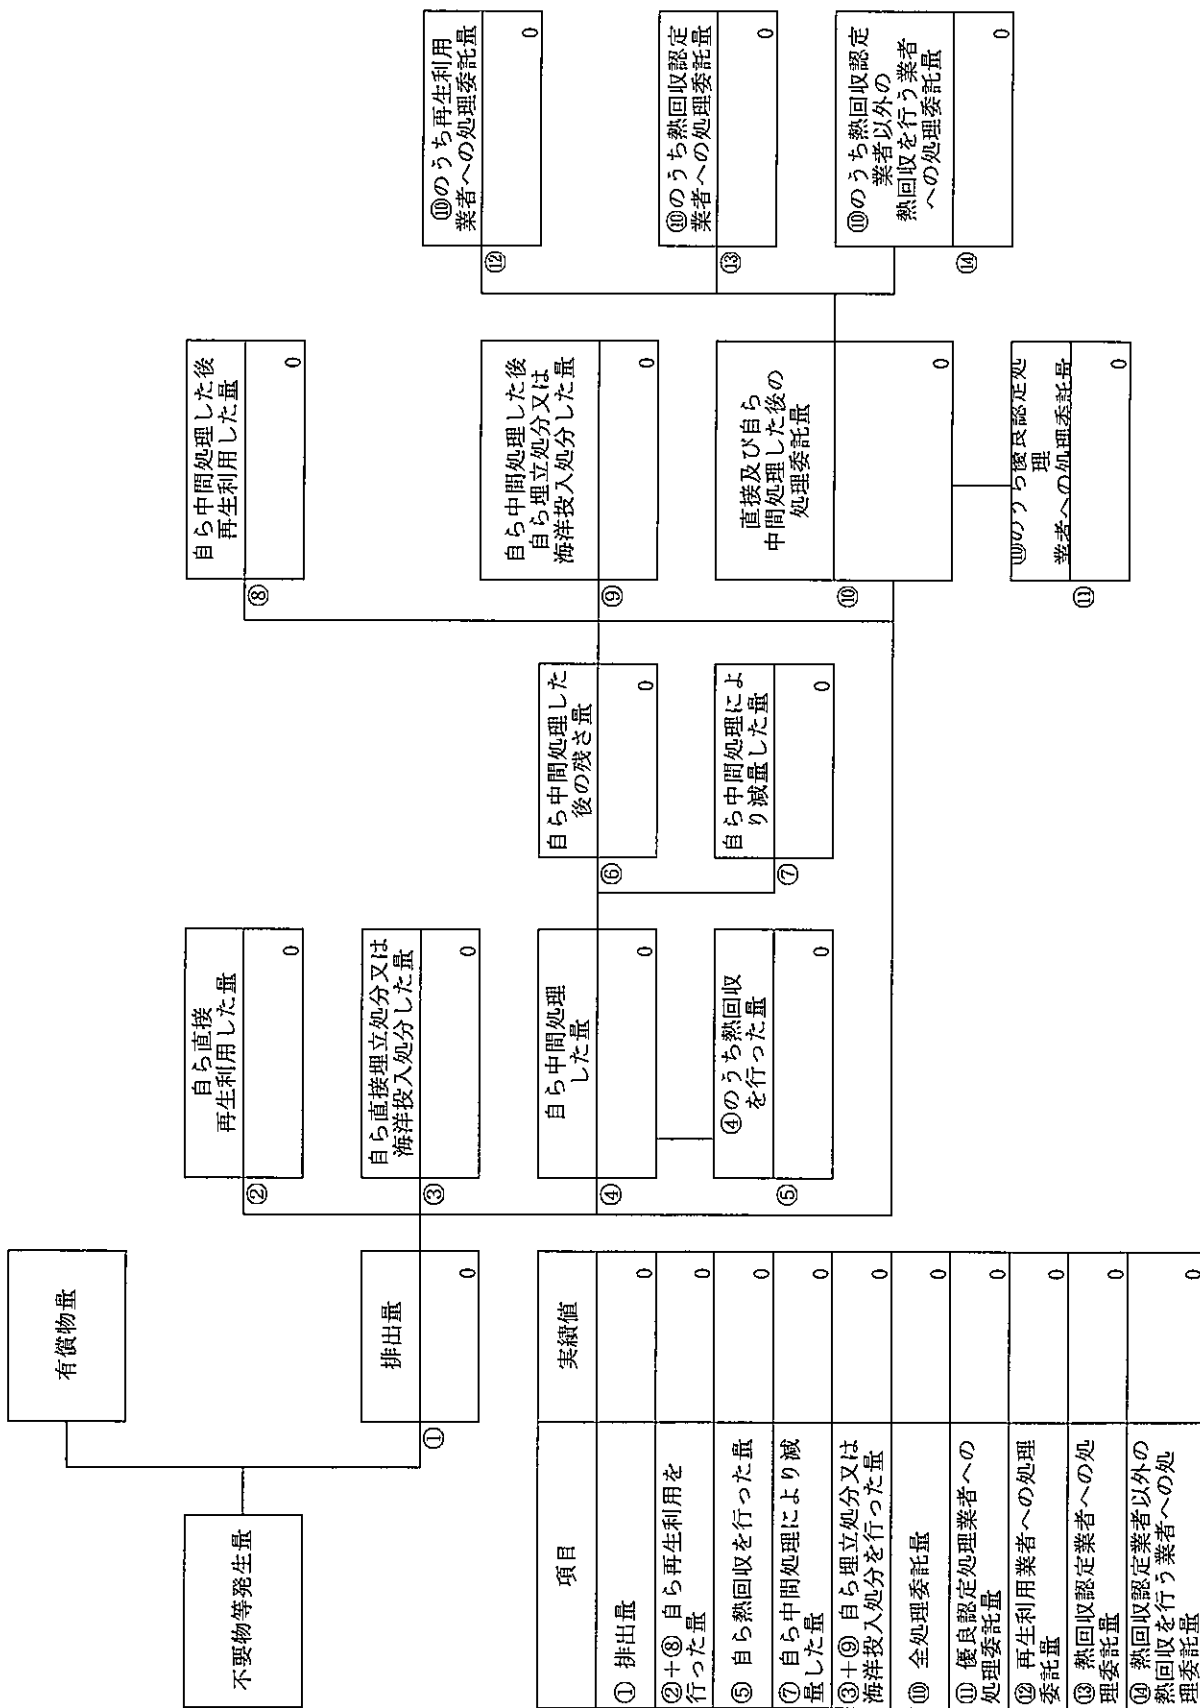 有償物量
不要物等発生量
排出量
①
0
自ら直接
再生利用した量
②
0
自ら直接埋立処分又は
海洋投入処分した量
③
0
自ら中間処理
した量
④
0
④のうち熱回収
を行った量
⑤
0
自ら中間処理した
後の残さ量
⑥
0
自ら中間処理によ
り減量した量
⑦
0
自ら中間処理した後
再生利用した量
⑧
0
自ら中間処理した後
自ら埋立処分又は
海洋投入処分した量
⑨
0
直接及び自ら
中間処理した後の
処理委託量
⑩
0
⑩のうち優良認定処
理
業者への処理委託量
⑪
0
⑩のうち再生利用
業者への処理委託量
⑫
0
⑩のうち熱回収認定
業者への処理委託量
⑬
0
⑩のうち熱回収認定
業者以外の
熱回収を行う業者
への処理委託量
⑭
0
項目 実績値
① 排出量 0
②+⑧ 自ら再生利用を
行った量 0
⑤ 自ら熱回収を行った量 0
⑦ 自ら中間処理により減
量した量 0
③+⑨ 自ら埋立処分又は
海洋投入処分を行った量 0
⑩ 全処理委託量 0
⑪ 優良認定処理業者への
処理委託量 0
⑫ 再生利用業者への処理
委託量 0
⑬ 熱回収認定業者への処
理委託量 0
⑭ 熱回収認定業者以外の
熱回収を行う業者への処
理委託量 0